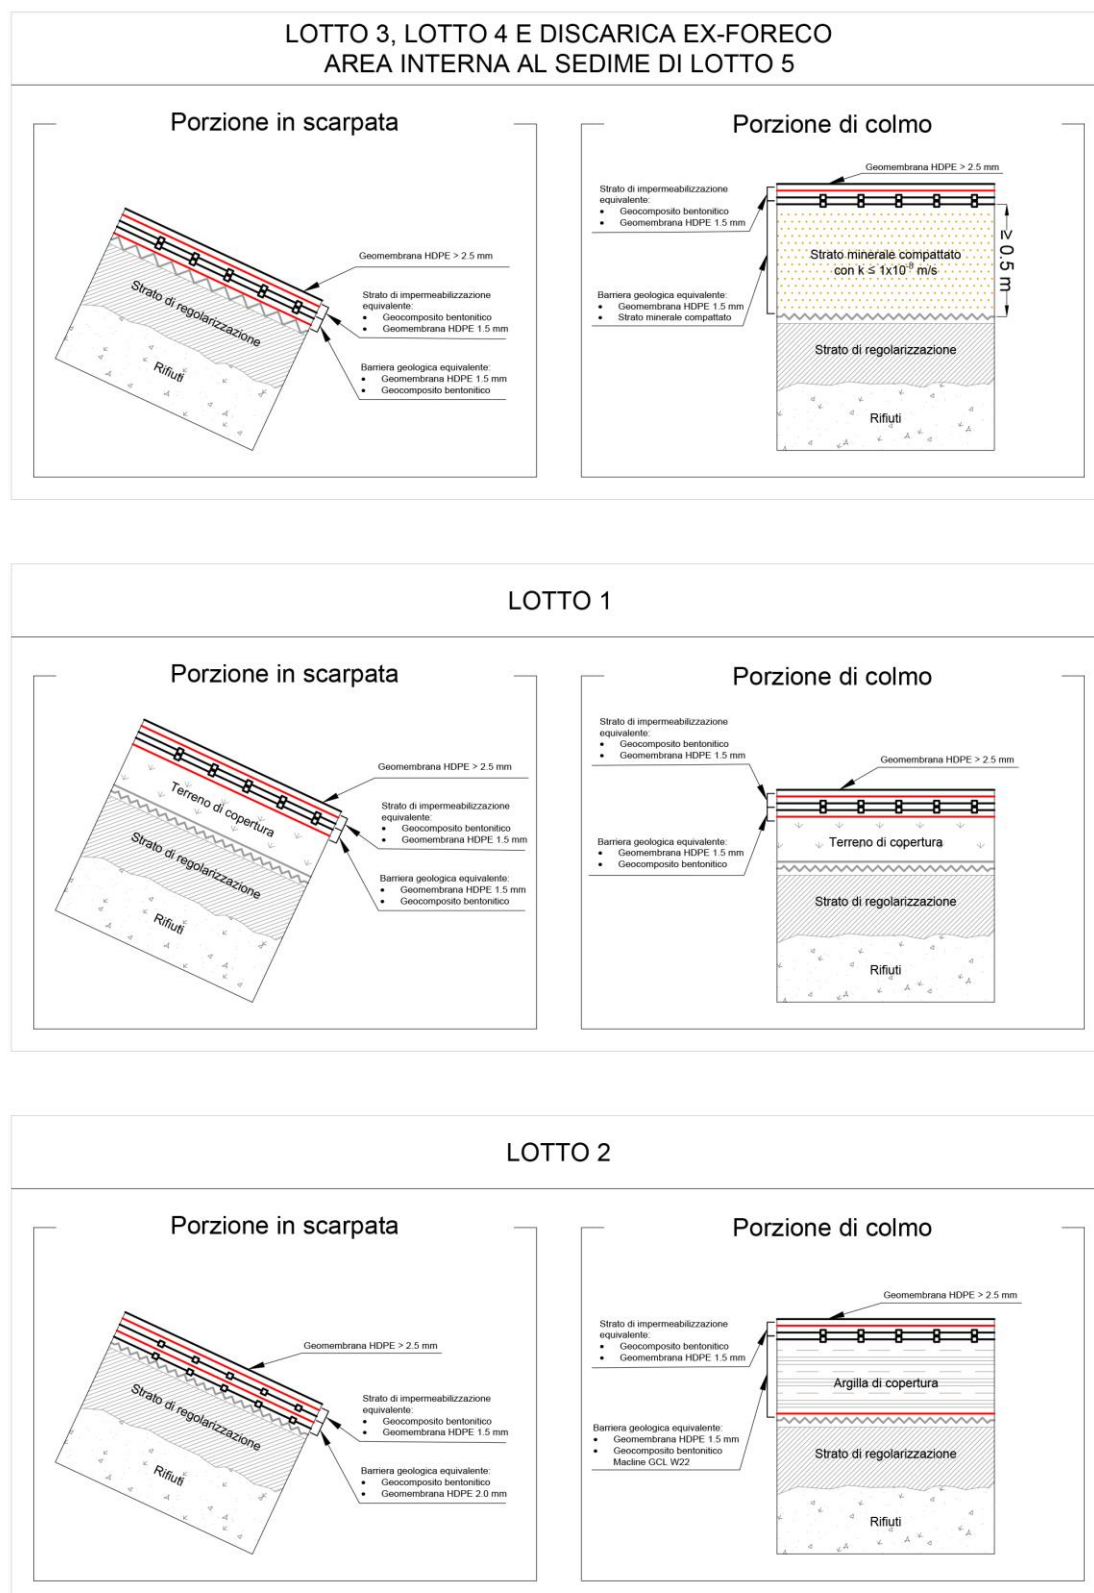 LOTTO 3, LOTTO 4 E DISCARICA EX-FORECO
AREA INTERNA AL SEDIME DI LOTTO 5
Porzione in scarpata
Geomembrana HDPE > 2.5 mm
Strato di impermeabilizzazione
equivalente:
• Geocomposito bentonitico
• Geomembrana HDPE 1.5 mm
Barriera geologica equivalente:
• Geomembrana HDPE 1.5 mm
• Geocomposito bentonitico
Strato di regolarizzazione
Rifiuti
Porzione di colmo
Geomembrana HDPE > 2.5 mm
Strato di impermeabilizzazione
equivalente:
• Geocomposito bentonitico
• Geomembrana HDPE 1.5 mm
Strato minerale compattato
con k ≤ 1x10⁻⁸ m/s
≥ 0.5 m
Barriera geologica equivalente:
• Geomembrana HDPE 1.5 mm
• Strato minerale compattato
Strato di regolarizzazione
Rifiuti
LOTTO 1
Porzione in scarpata
Geomembrana HDPE > 2.5 mm
Strato di impermeabilizzazione
equivalente:
• Geocomposito bentonitico
• Geomembrana HDPE 1.5 mm
Barriera geologica equivalente:
• Geomembrana HDPE 1.5 mm
• Geocomposito bentonitico
Terreno di copertura
Strato di regolarizzazione
Rifiuti
Porzione di colmo
Strato di impermeabilizzazione
equivalente:
• Geocomposito bentonitico
• Geomembrana HDPE 1.5 mm
Geomembrana HDPE > 2.5 mm
Barriera geologica equivalente:
• Geomembrana HDPE 1.5 mm
• Geocomposito bentonitico
Terreno di copertura
Strato di regolarizzazione
Rifiuti
LOTTO 2
Porzione in scarpata
Geomembrana HDPE > 2.5 mm
Strato di impermeabilizzazione
equivalente:
• Geocomposito bentonitico
• Geomembrana HDPE 1.5 mm
Barriera geologica equivalente:
• Geocomposito bentonitico
• Geomembrana HDPE 2.0 mm
Strato di regolarizzazione
Rifiuti
Porzione di colmo
Geomembrana HDPE > 2.5 mm
Strato di impermeabilizzazione
equivalente:
• Geocomposito bentonitico
• Geomembrana HDPE 1.5 mm
Argilla di copertura
Barriera geologica equivalente:
• Geomembrana HDPE 1.5 mm
• Geocomposito bentonitico
Macline GCL W22
Strato di regolarizzazione
Rifiuti